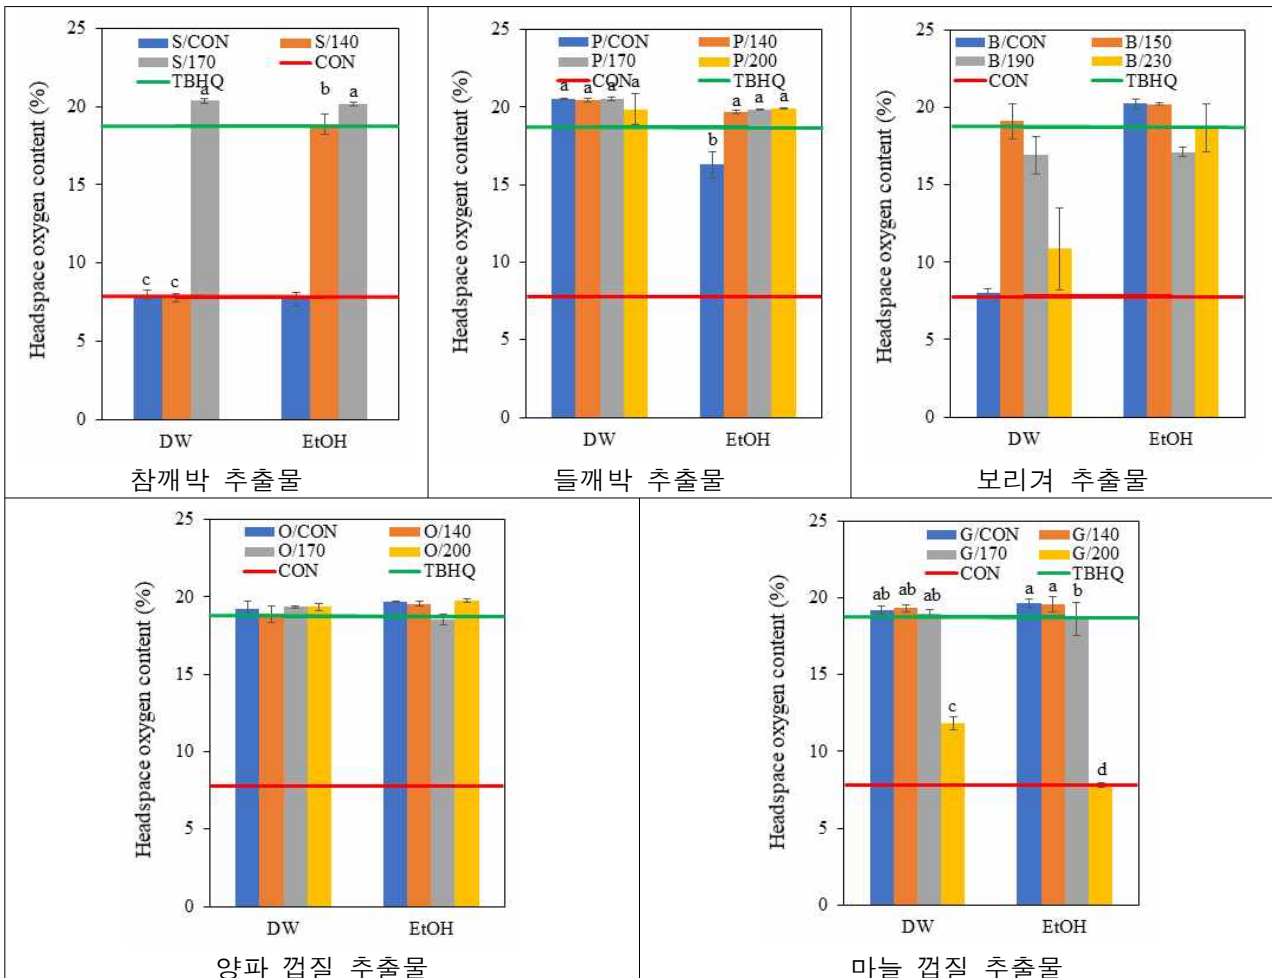 25
20
15
10
5
0
Headspace oxygen content (%)
S/CON S/140
S/170 CON
TBHQ
c c a b a
DW EtOH
참깨박 추출물
25
20
15
10
5
0
Headspace oxygent content (%)
P/CON P/140
P/170 P/200
CON TBHQ
a a a a b a a a
DW EtOH
들깨박 추출물
25
20
15
10
5
0
Headspace oxygen content (%)
B/CON B/150
B/190 B/230
CON TBHQ
DW EtOH
보리겨 추출물
25
20
15
10
5
0
Headspace oxygen content (%)
O/CON O/140
O/170 O/200
CON TBHQ
DW EtOH
양파 껍질 추출물
25
20
15
10
5
0
Headspace oxygen content (%)
G/CON G/140
G/170 G/200
CON TBHQ
ab ab ab c a a b d
DW EtOH
마늘 껍질 추출물